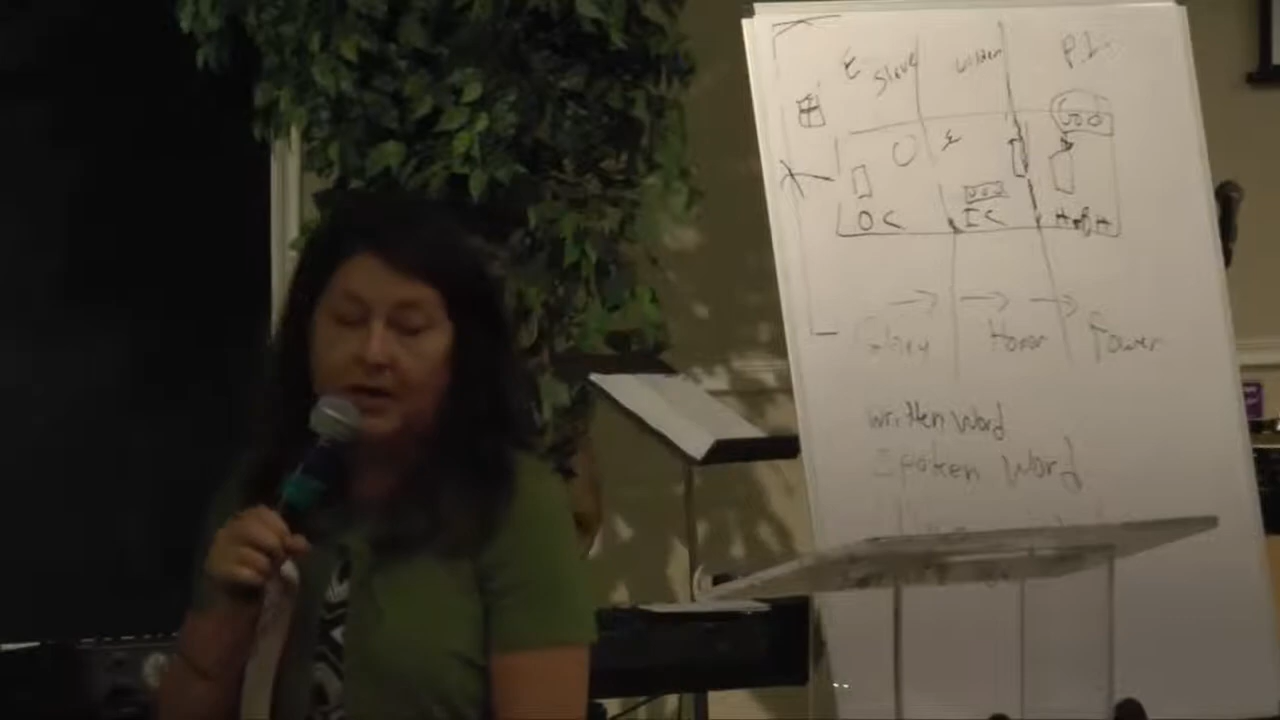 E Slave P.L.
OC IC
Glory Honor Power
written Word
Spoken Word